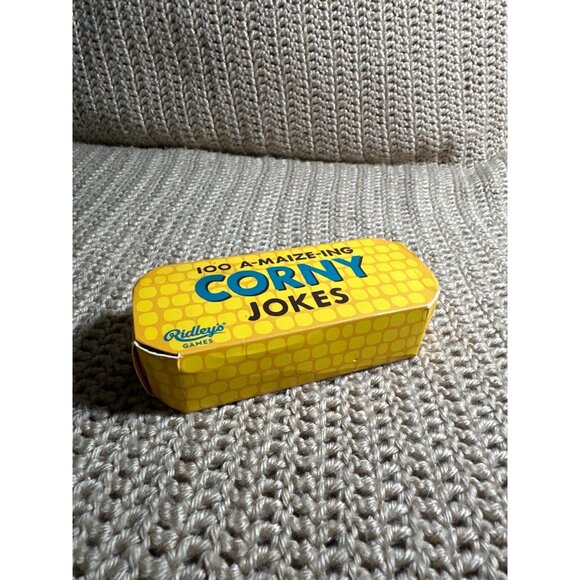 100 A-MAIZE-ING
CORNY
JOKES
Ridley's
GAMES